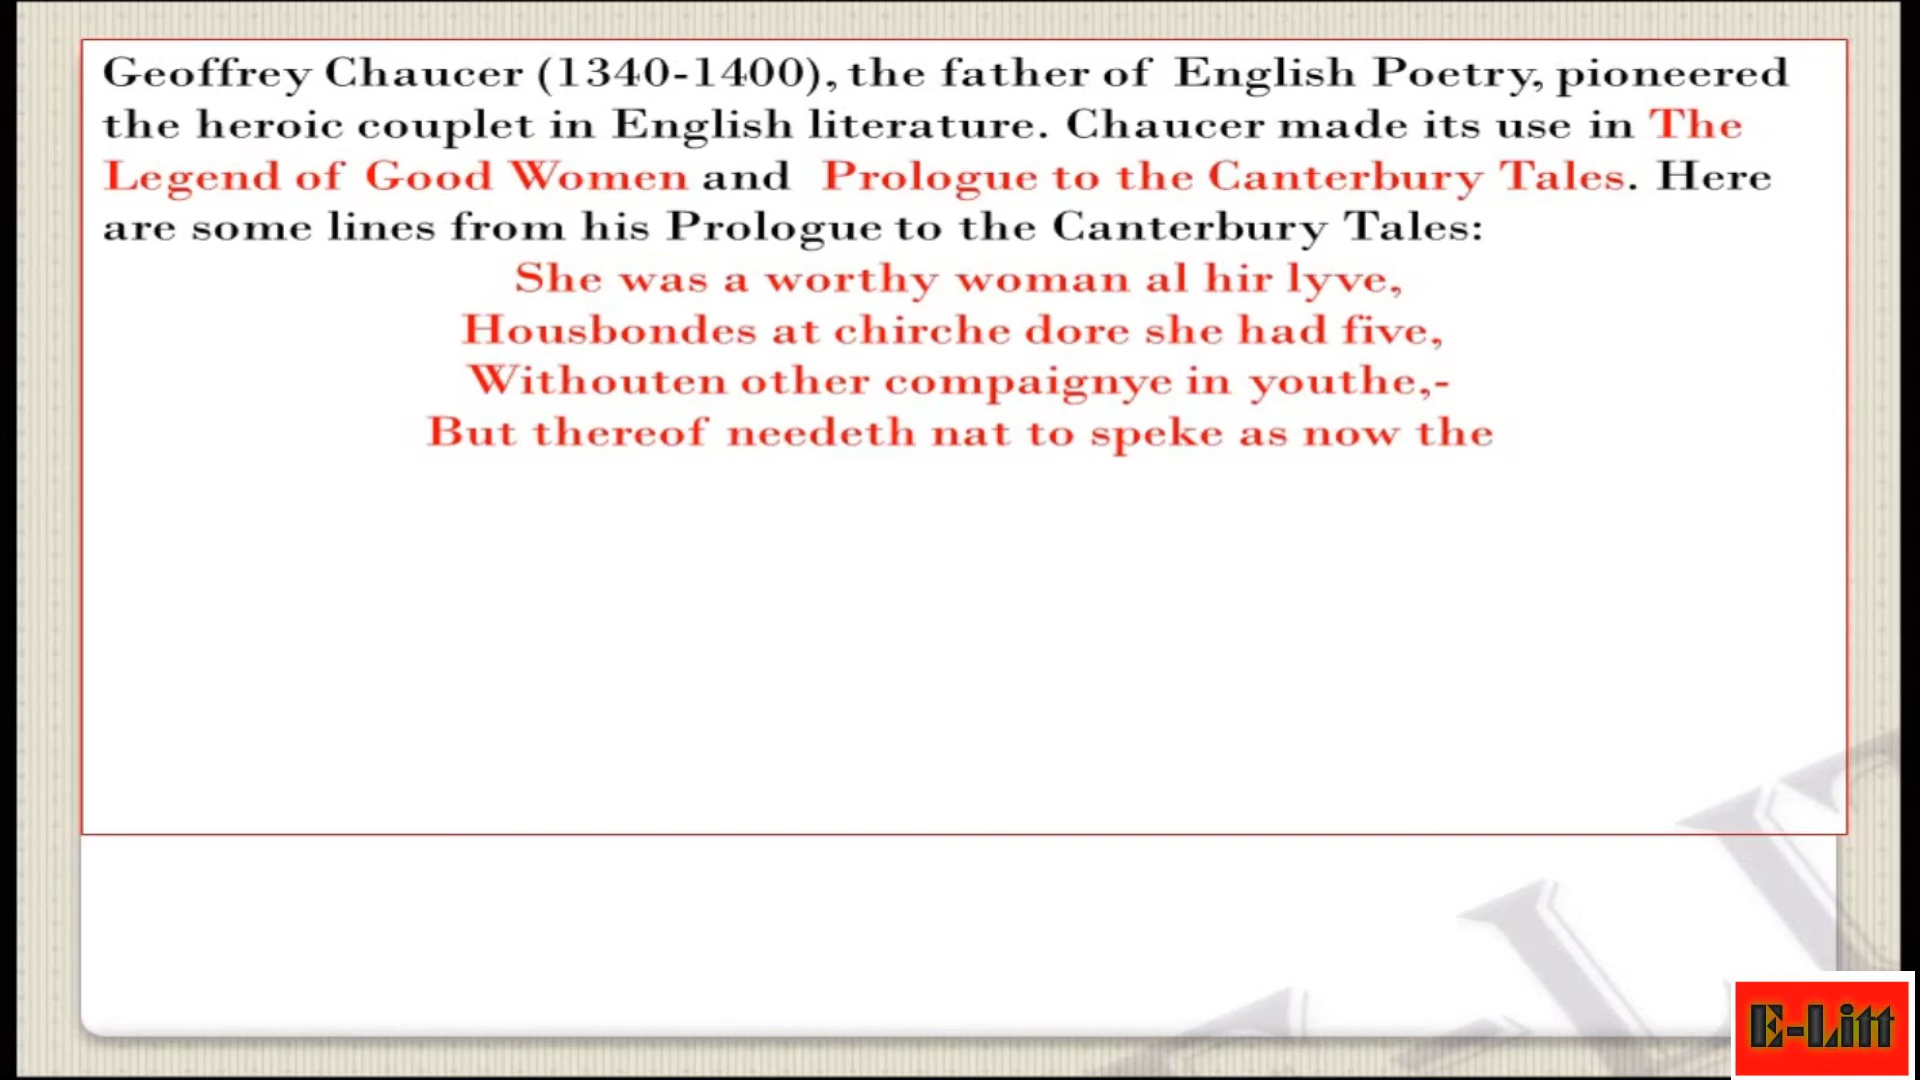 Geoffrey Chaucer (1340-1400), the father of English Poetry, pioneered
the heroic couplet in English literature. Chaucer made its use in The
Legend of Good Women and Prologue to the Canterbury Tales. Here
are some lines from his Prologue to the Canterbury Tales:
She was a worthy woman al hir lyve,
Housbondes at chirche dore she had five,
Withouten other compaignye in youthe,-
But thereof needeth nat to speke as now the
E-Litt